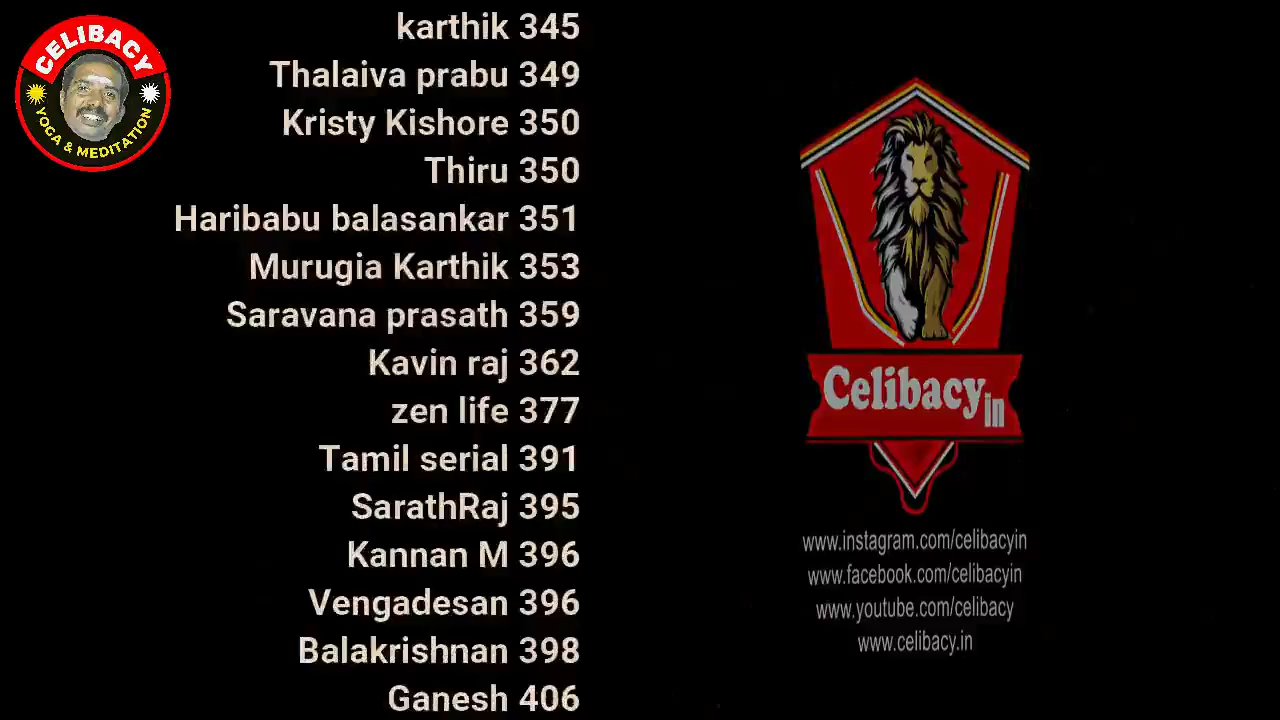 CELIBACY
YOGA & MEDITATION
karthik 345
Thalaiva prabu 349
Kristy Kishore 350
Thiru 350
Haribabu balasankar 351
Murugia Karthik 353
Saravana prasath 359
Kavin raj 362
zen life 377
Tamil serial 391
SarathRaj 395
Kannan M 396
Vengadesan 396
Balakrishnan 398
Ganesh 406
Celibacyin
www.instagram.com/celibacyin
www.facebook.com/celibacyin
www.youtube.com/celibacy
www.celibacy.in